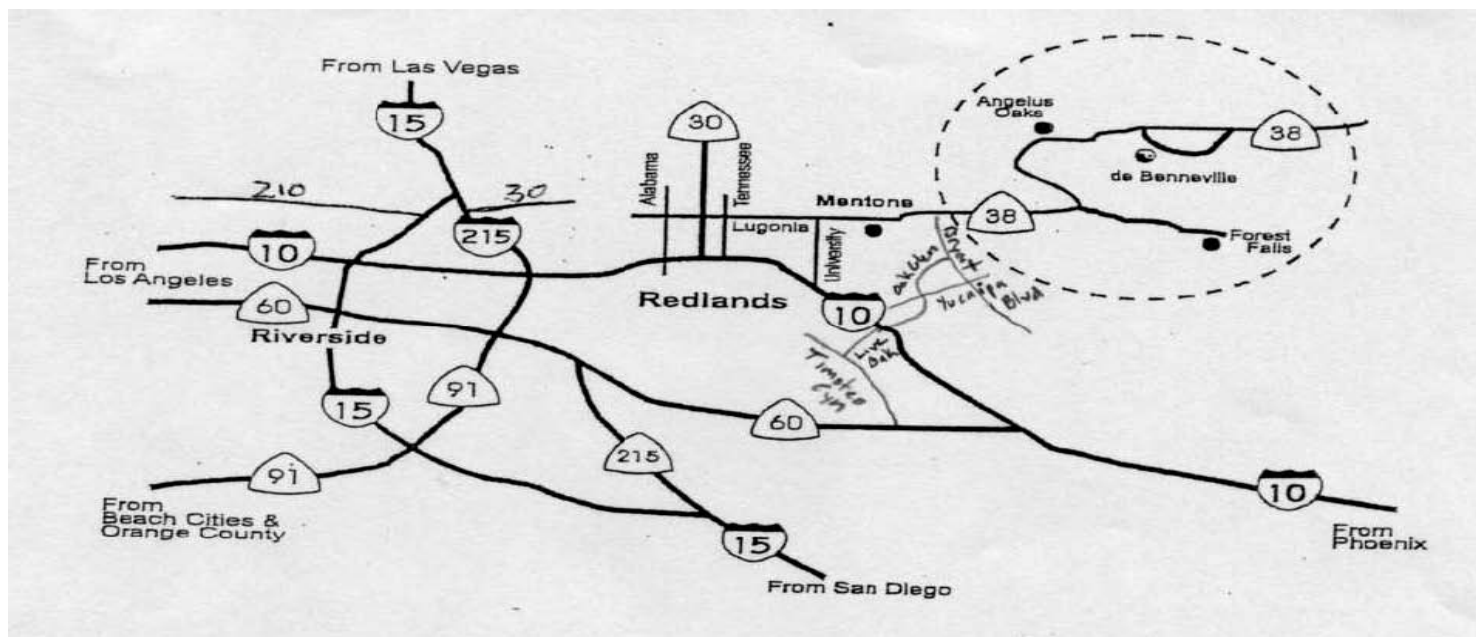 From Las Vegas
15
30
Angelus
Oaks
38
de Benneville
210
30
Alabama
Tennessee
Mentone
38
215
10
Lugonia
University
Forest
Falls
From
Los Angeles
Oak Glen
Bryant
60
Redlands
10
Yucaipa
Blvd
Riverside
Live
Oak
Timoteo
Cyn
15
91
60
215
91
10
From
Beach Cities &
Orange County
15
From
Phoenix
From San Diego